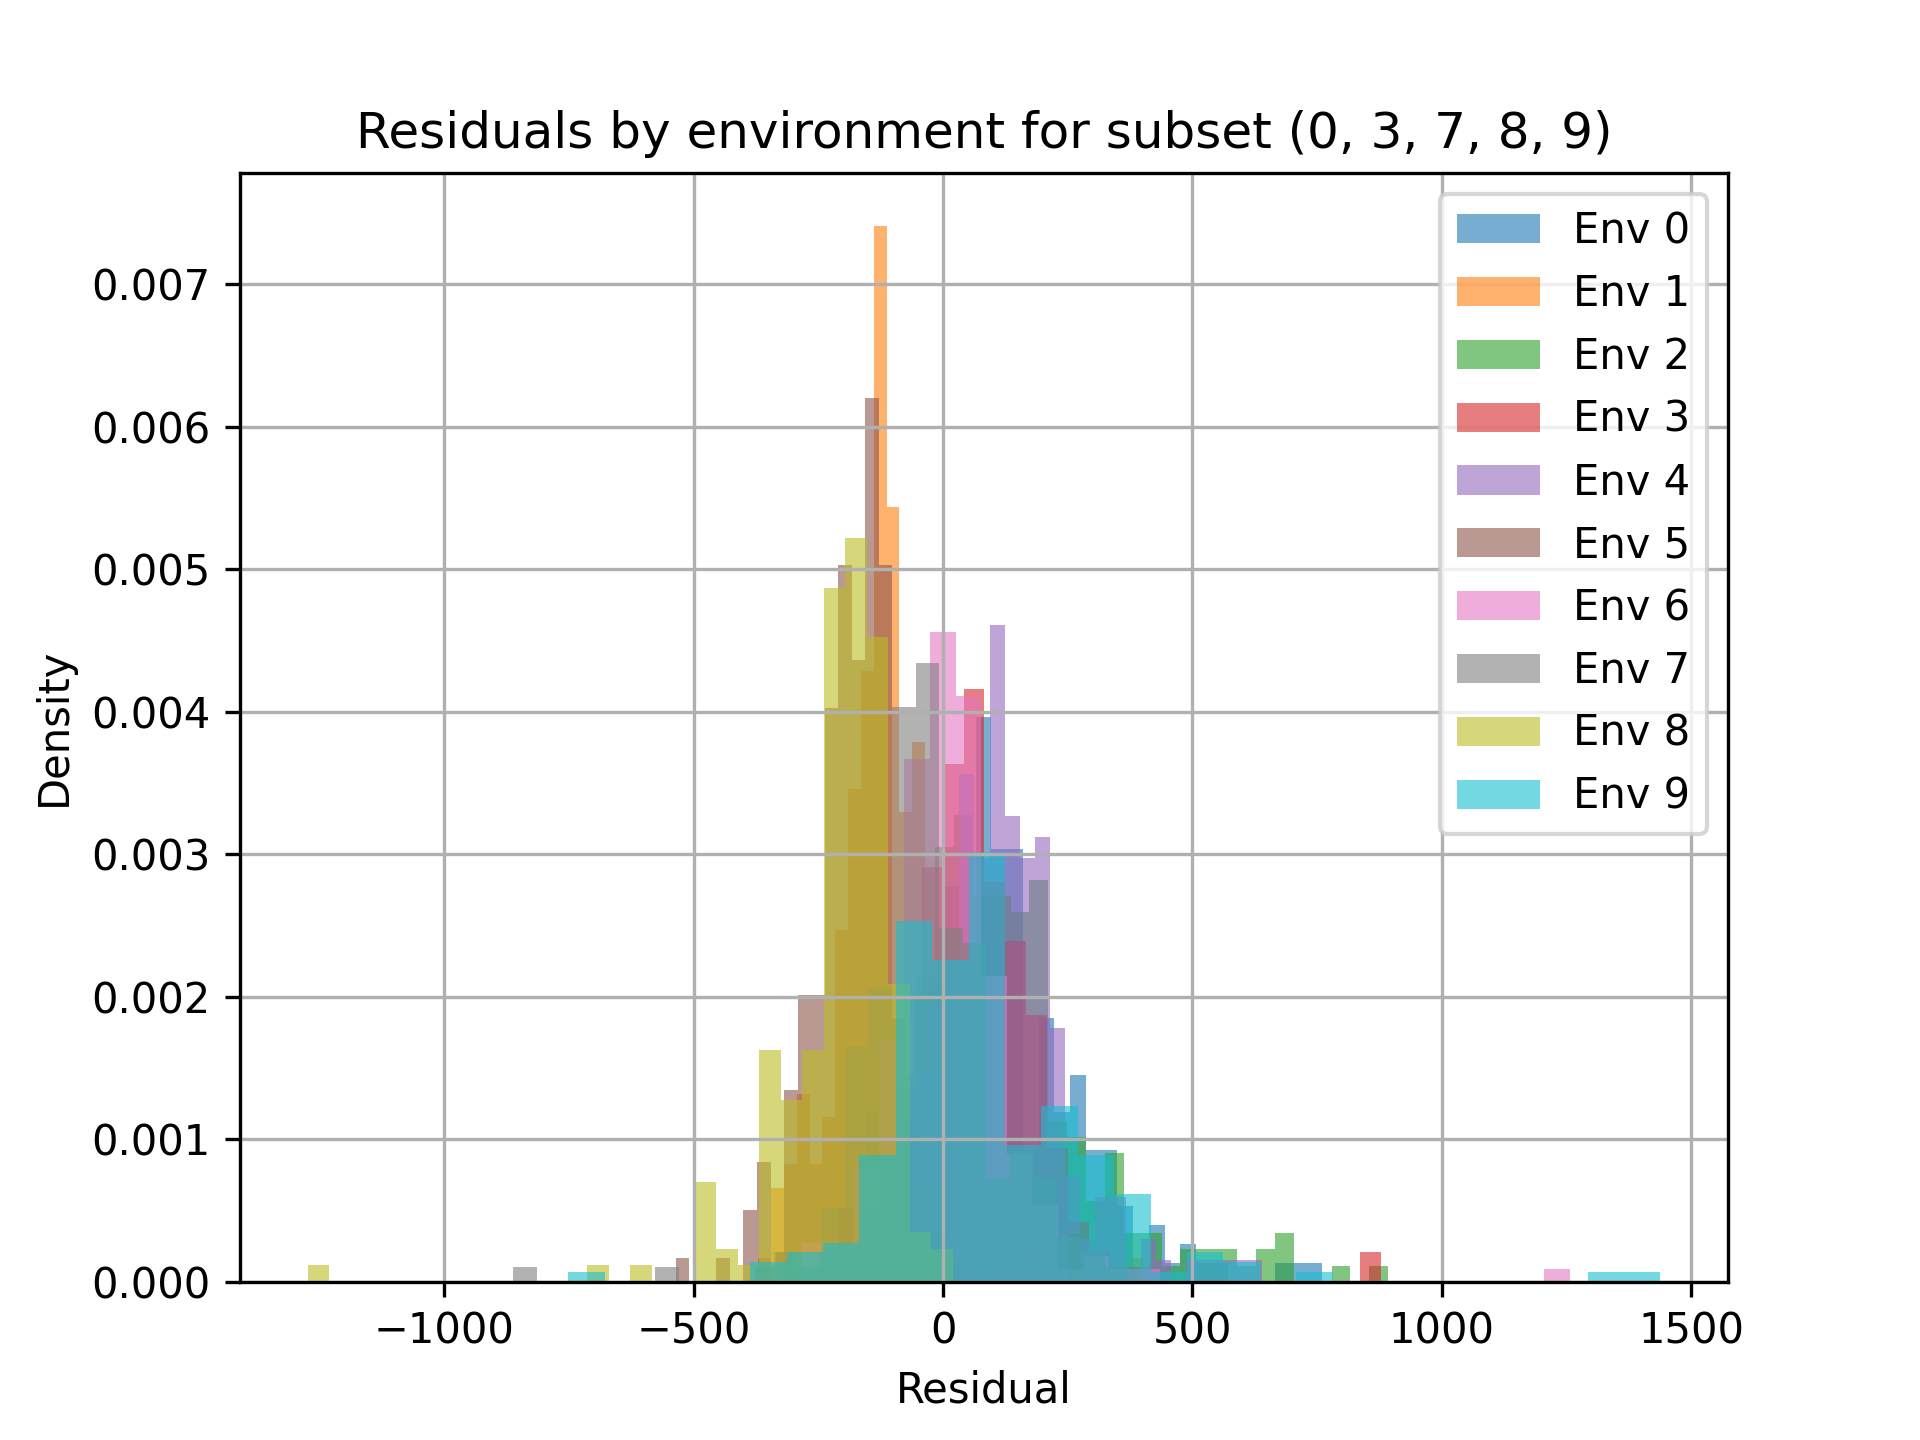 Residuals by environment for subset (0, 3, 7, 8, 9)
Env 0
Env 1
Env 2
Env 3
Env 4
Env 5
Env 6
Env 7
Env 8
Env 9
Density
0.007
0.006
0.005
0.004
0.003
0.002
0.001
0.000
−1000 −500 0 500 1000 1500
Residual